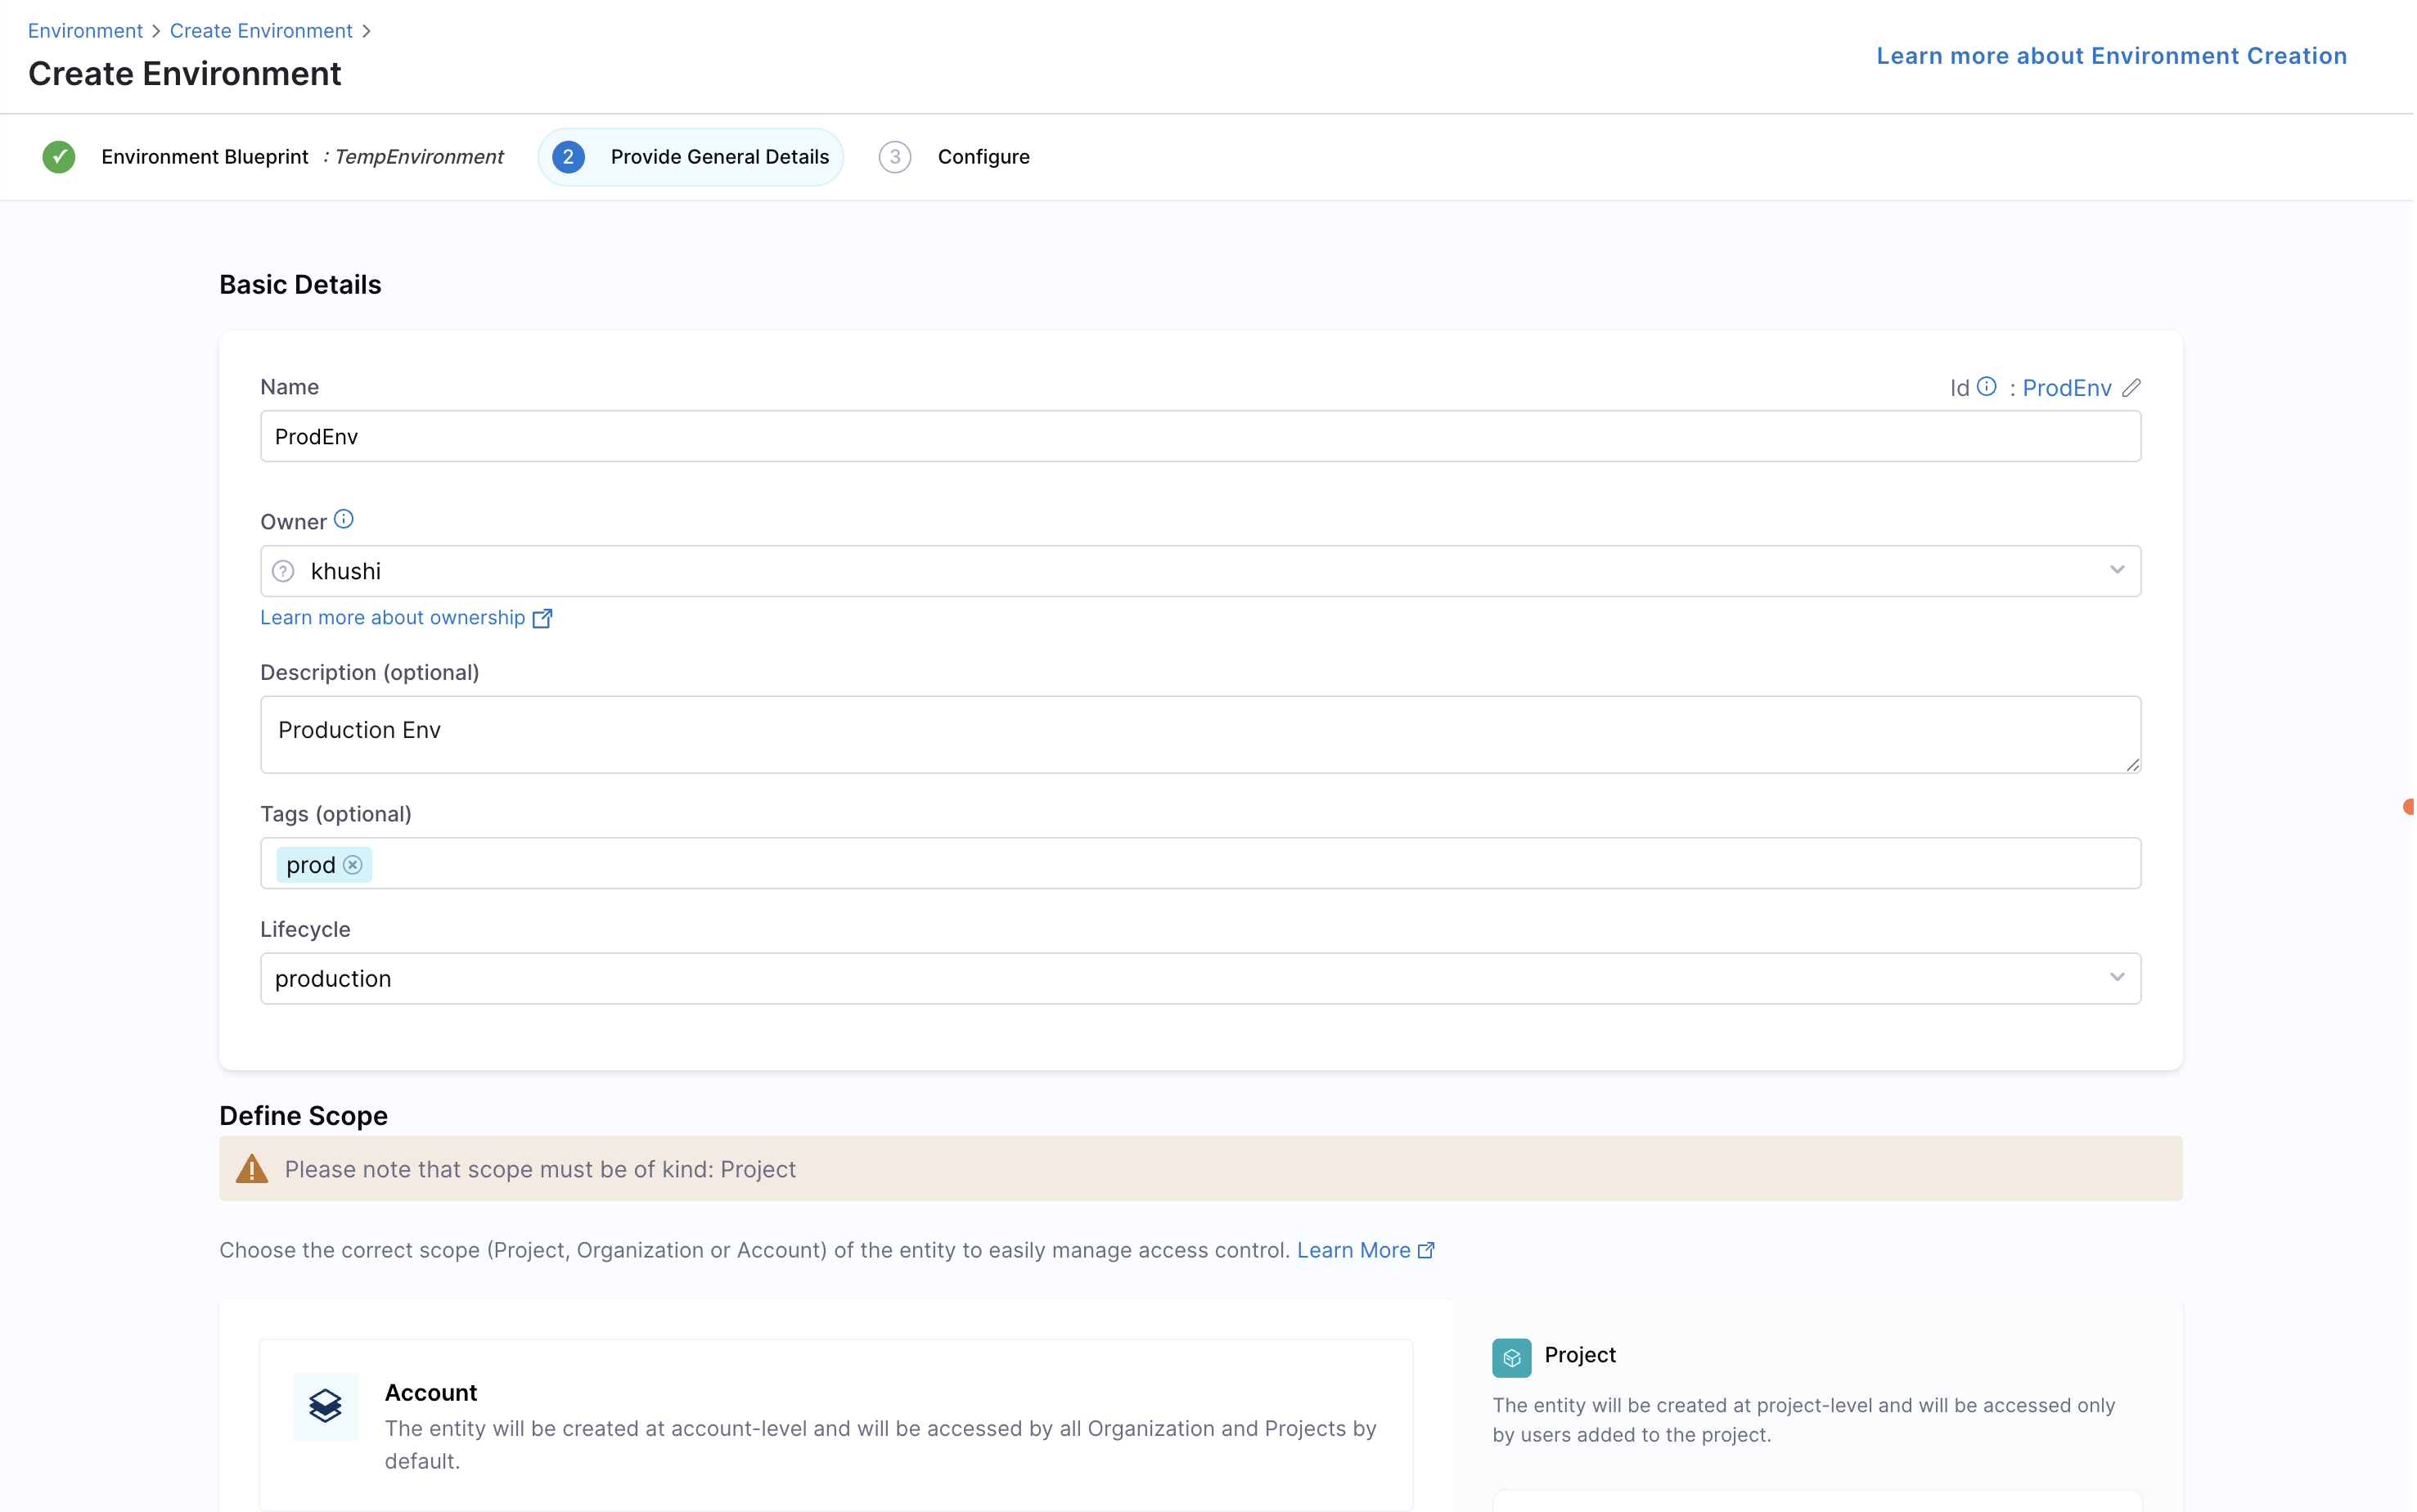 Environment > Create Environment >
Create Environment
Learn more about Environment Creation
Environment Blueprint : TempEnvironment
2 Provide General Details
3 Configure
Basic Details
Name
Id : ProdEnv
ProdEnv
Owner
khushi
Learn more about ownership
Description (optional)
Production Env
Tags (optional)
prod
Lifecycle
production
Define Scope
Please note that scope must be of kind: Project
Choose the correct scope (Project, Organization or Account) of the entity to easily manage access control. Learn More
Account
The entity will be created at account-level and will be accessed by all Organization and Projects by
default.
Project
The entity will be created at project-level and will be accessed only
by users added to the project.